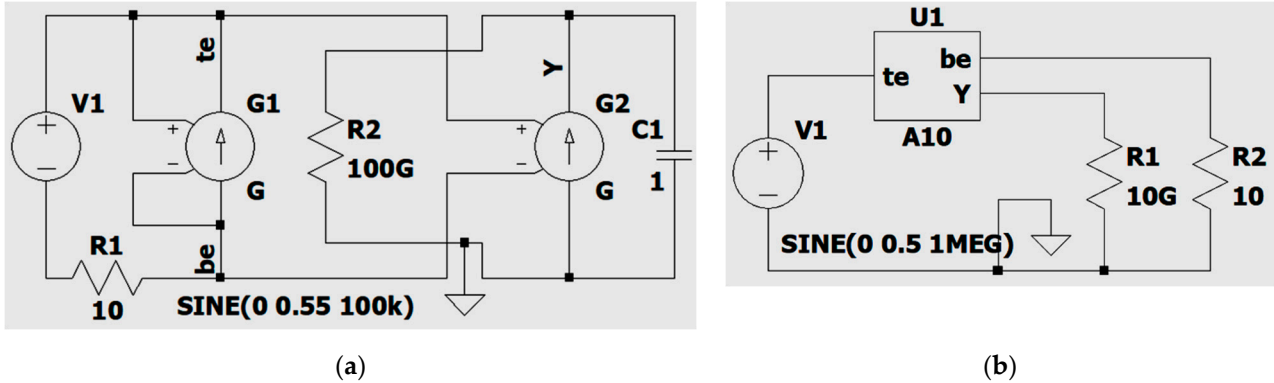 te
V1
G1
+
−
G
be
R1
10
SINE(0 0.55 100k)
R2
100G
Y
+
−
G2
G
C1
1
(a)
U1
te
be
Y
A10
V1
R1
10G
R2
10
SINE(0 0.5 1MEG)
(b)